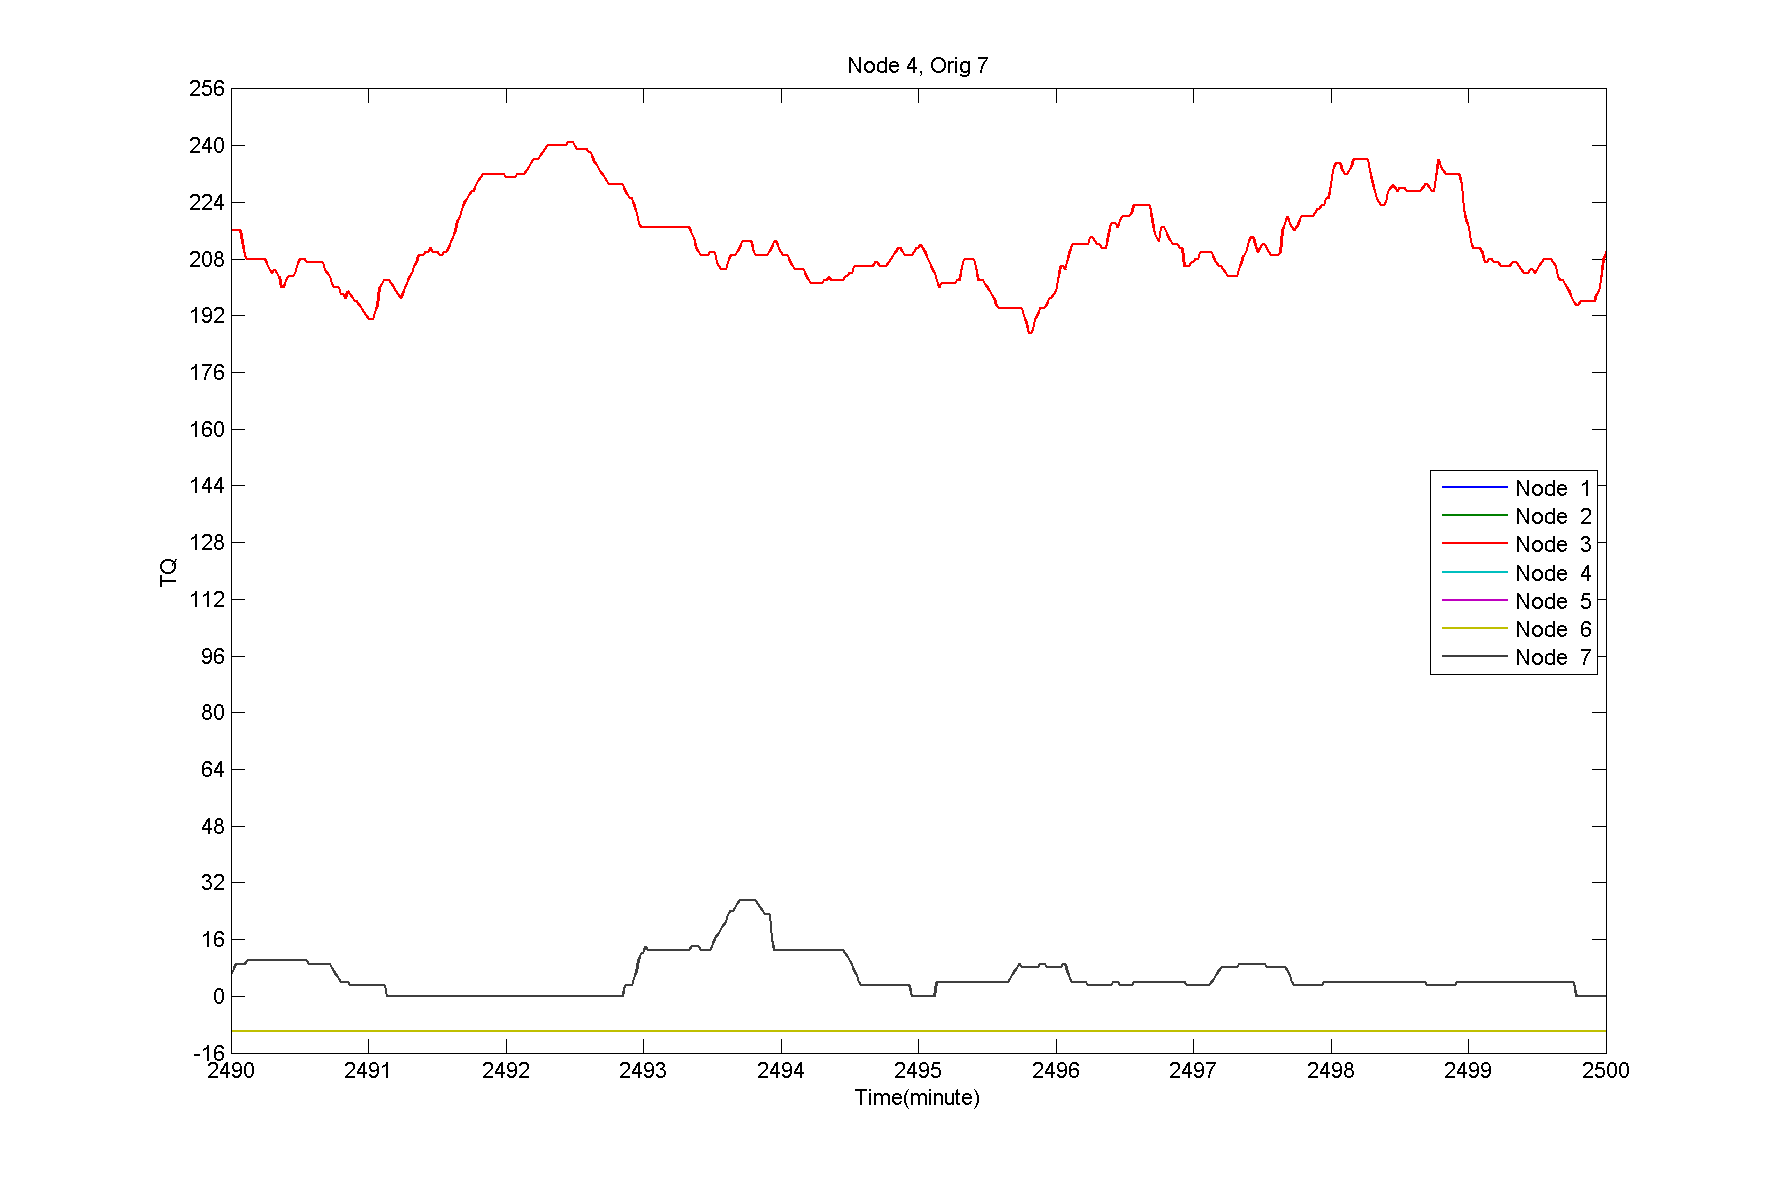 Node 4, Orig 7
256
240
224
208
192
176
160
144
128
112
96
80
64
48
32
16
0
-16
TQ
Node 1
Node 2
Node 3
Node 4
Node 5
Node 6
Node 7
2490 2491 2492 2493 2494 2495 2496 2497 2498 2499 2500
Time(minute)